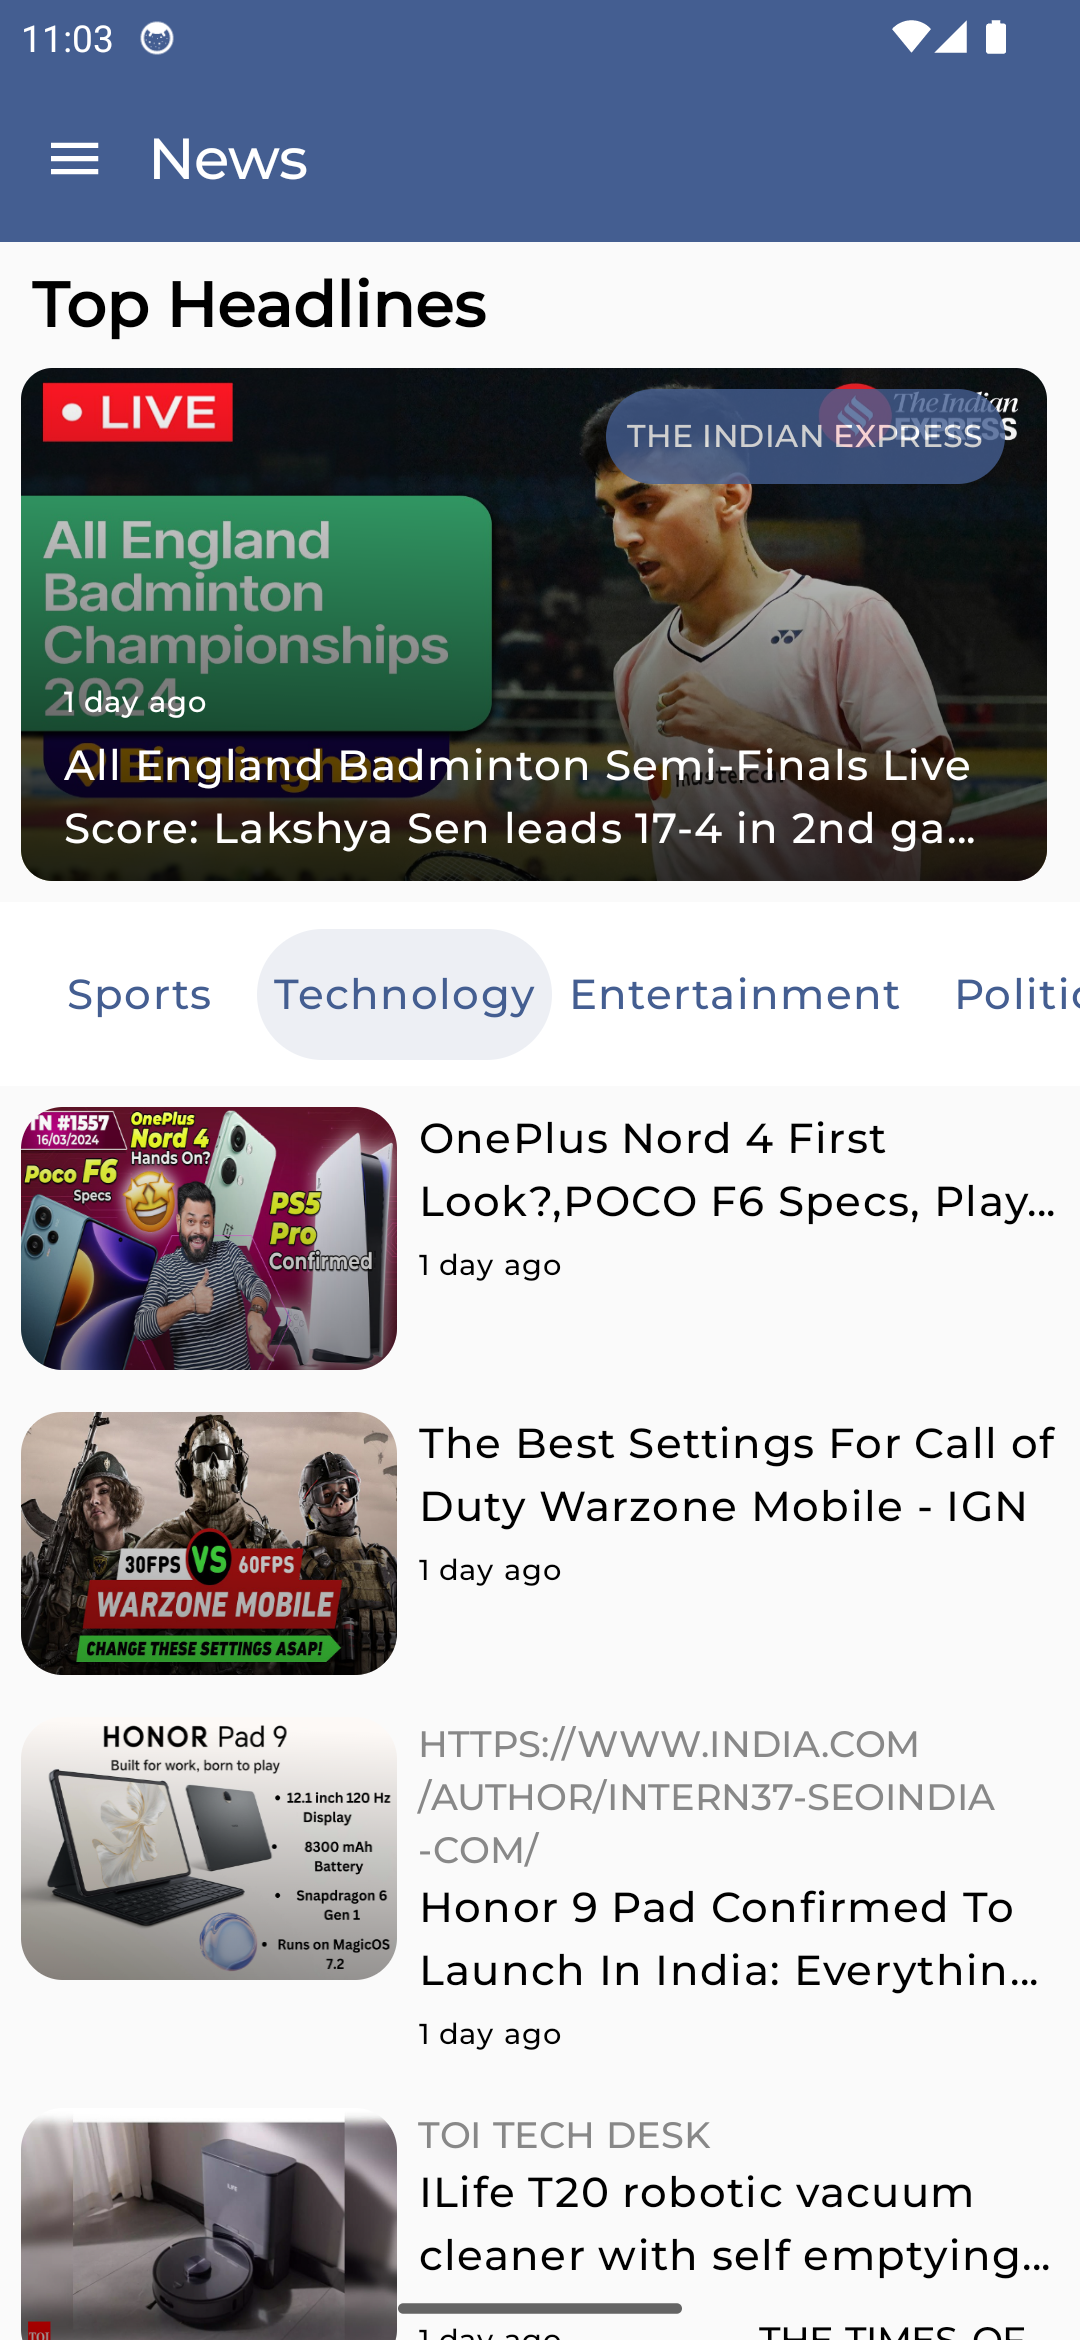 11:03
News
Top Headlines
LIVE
The Indian
EXPRESS
THE INDIAN EXPRESS
All England
Badminton
Championships
2024
1 day ago
Birmingham
All England Badminton Semi-Finals Live
Score: Lakshya Sen leads 17-4 in 2nd ga...
Sports
Technology
Entertainment
Politic
TN #1557
16/03/2024
OnePlus
Nord 4
Hands On?
Poco F6
Specs
PS5
Pro
Confirmed
OnePlus Nord 4 First
Look?,POCO F6 Specs, Play...
1 day ago
30FPS VS 60FPS
WARZONE MOBILE
CHANGE THESE SETTINGS ASAP!
The Best Settings For Call of
Duty Warzone Mobile - IGN
1 day ago
HONOR Pad 9
Built for work, born to play
• 12.1 inch 120 Hz
Display
• 8300 mAh
Battery
• Snapdragon 6
Gen 1
• Runs on MagicOS
7.2
HTTPS://WWW.INDIA.COM
/AUTHOR/INTERN37-SEOINDIA
-COM/
Honor 9 Pad Confirmed To
Launch In India: Everythin...
1 day ago
TOI
TOI TECH DESK
ILife T20 robotic vacuum
cleaner with self emptying...
1 day ago
THE TIMES OF